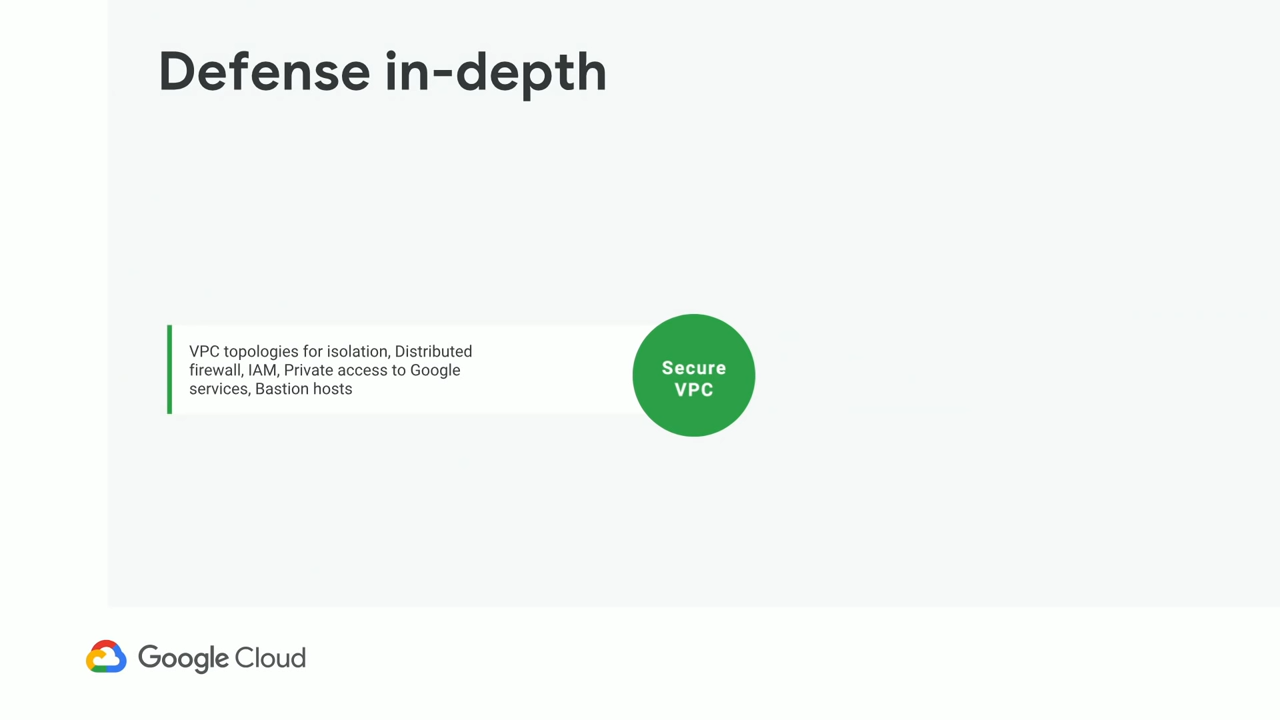 Defense in-depth
VPC topologies for isolation, Distributed
firewall, IAM, Private access to Google
services, Bastion hosts
Secure
VPC
Google Cloud